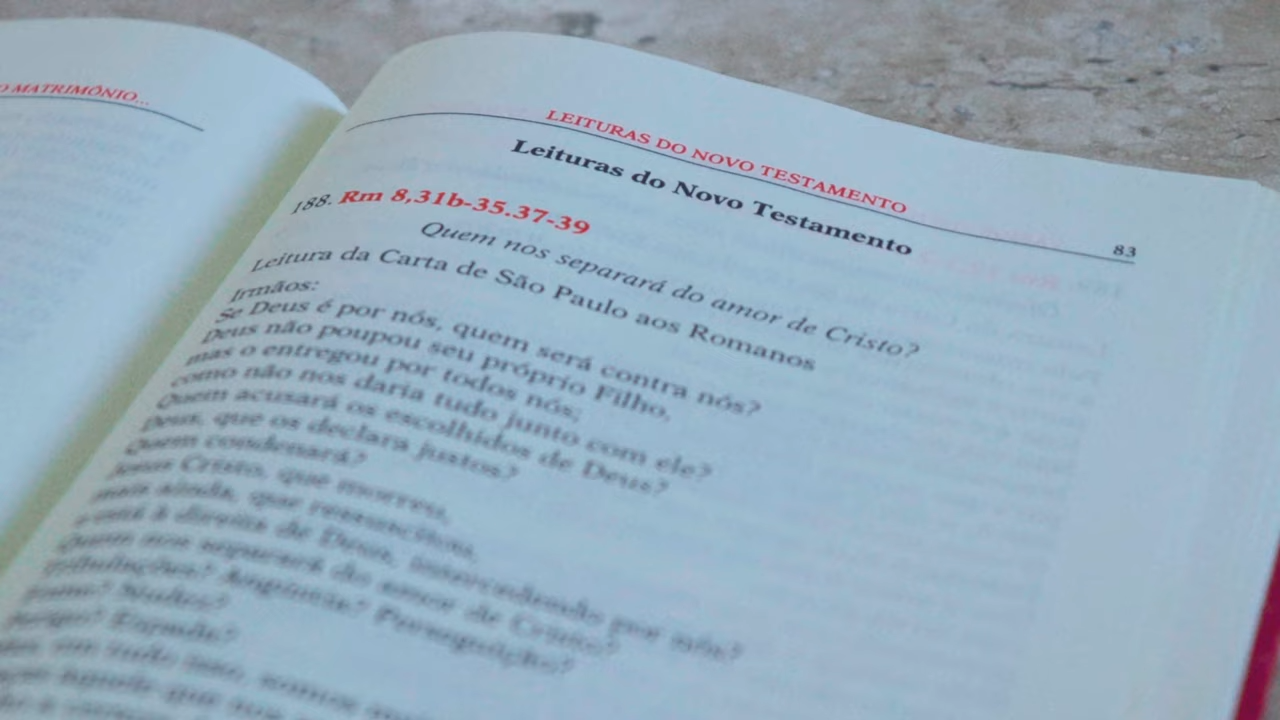 O MATRIMÔNIO...
LEITURAS DO NOVO TESTAMENTO
83
Leituras do Novo Testamento
188. Rm 8,31b-35.37-39
Quem nos separará do amor de Cristo?
Leitura da Carta de São Paulo aos Romanos
Irmãos:
Se Deus é por nós, quem será contra nós?
Deus não poupou seu próprio Filho,
mas o entregou por todos nós;
como não nos daria tudo junto com ele?
Quem acusará os escolhidos de Deus?
Deus, que os declara justos?
Quem condenará?
Jesus Cristo, que morreu,
mais ainda, que ressuscitou,
e está à direita de Deus, intercedendo por nós?
Quem nos separará do amor de Cristo?
Tribulação? Angústia? Perseguição?
Fome? Nudez?
Perigo? Espada?
em tudo isso, somos